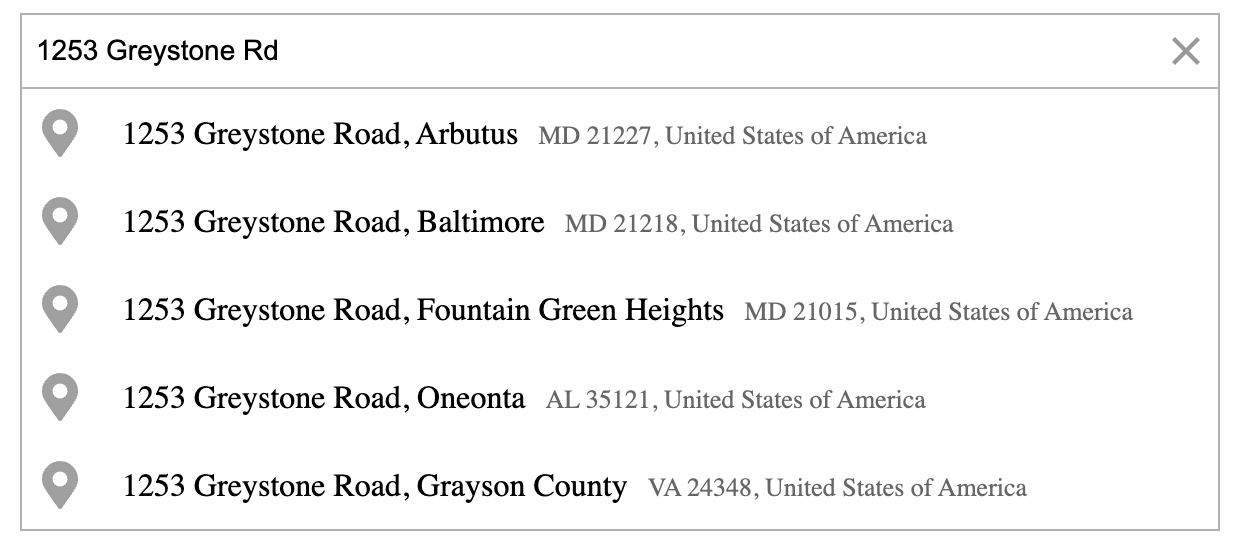 1253 Greystone Rd
1253 Greystone Road, Arbutus MD 21227, United States of America
1253 Greystone Road, Baltimore MD 21218, United States of America
1253 Greystone Road, Fountain Green Heights MD 21015, United States of America
1253 Greystone Road, Oneonta AL 35121, United States of America
1253 Greystone Road, Grayson County VA 24348, United States of America